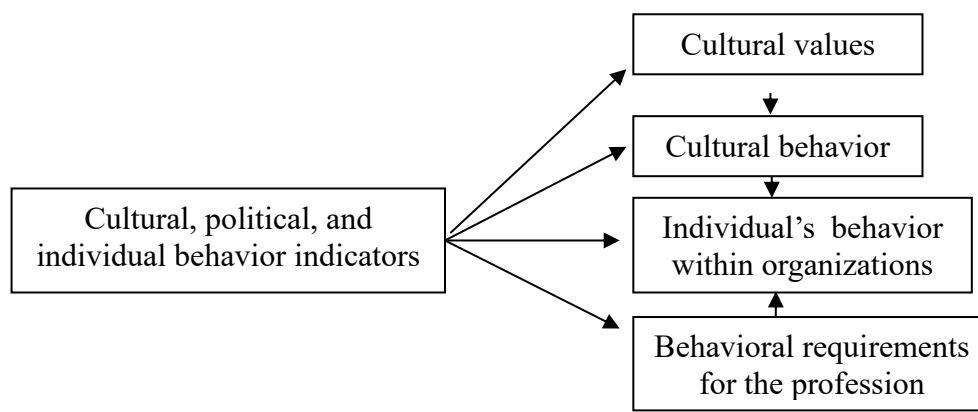 Cultural values
Cultural behavior
Cultural, political, and
individual behavior indicators
Individual’s behavior
within organizations
Behavioral requirements
for the profession